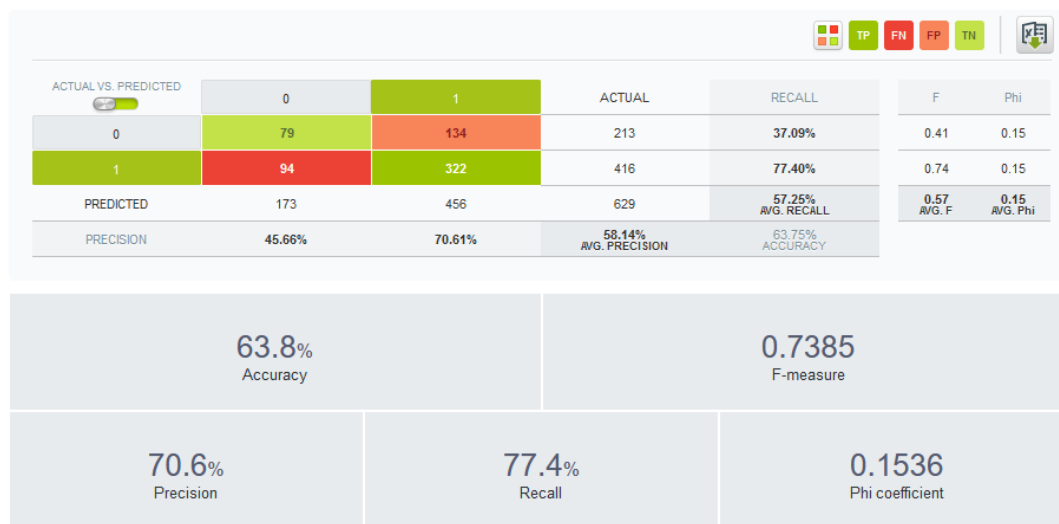 TP FN FP TN
ACTUAL VS. PREDICTED 0 1 ACTUAL RECALL F Phi
0 79 134 213 37.09% 0.41 0.15
1 94 322 416 77.40% 0.74 0.15
PREDICTED 173 456 629 57.25% 0.57 0.15
AVG. RECALL AVG. F AVG. Phi
PRECISION 45.66% 70.61% 58.14% 63.75%
AVG. PRECISION ACCURACY
63.8% 0.7385
Accuracy F-measure
70.6% 77.4% 0.1536
Precision Recall Phi coefficient